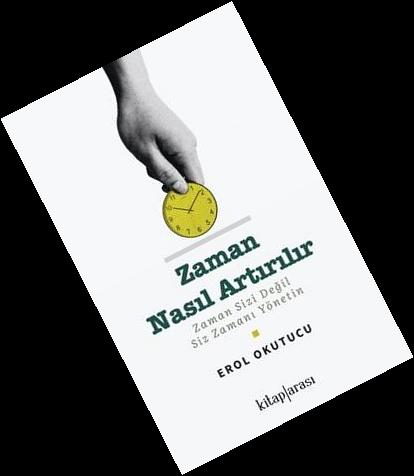 Zaman
Nasıl Artırılır
Zaman Sizi Değil
Siz Zamanı Yönetin
EROL OKUTUCU
kitap|arası